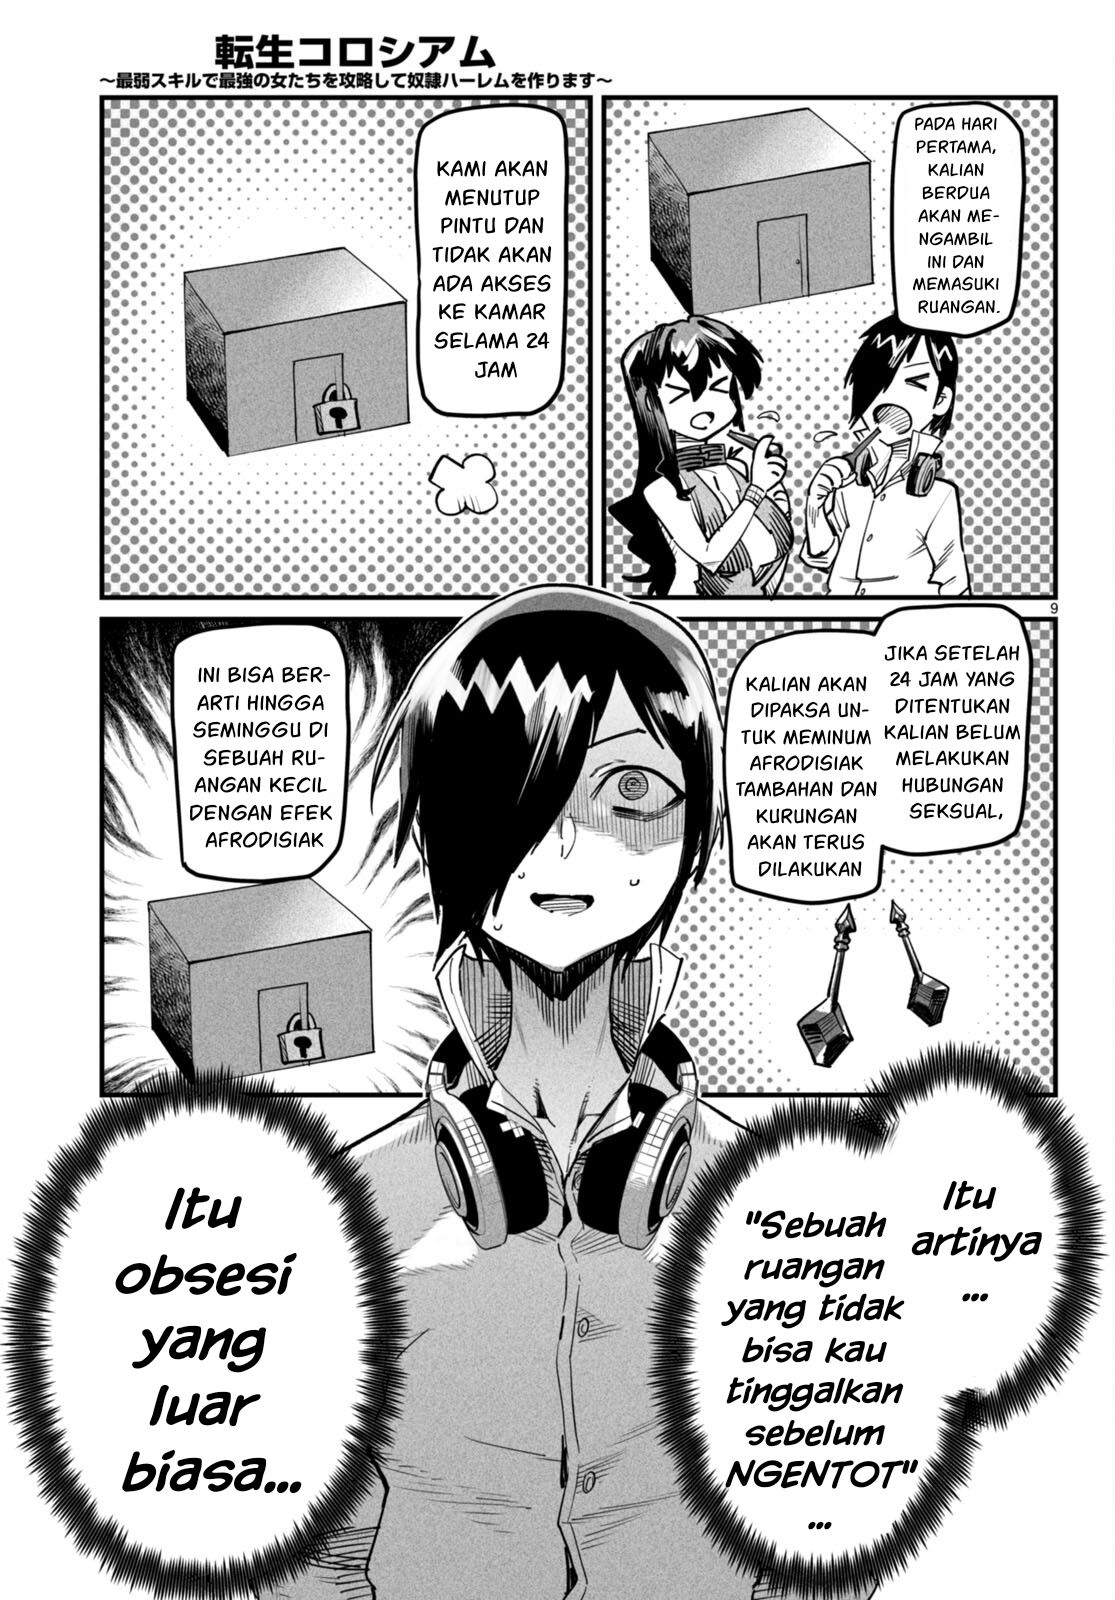 転生コロシアム
～最弱スキルで最強の女たちを攻略して奴隷ハーレムを作ります～
PADA HARI
PERTAMA,
KALIAN
BERDUA
AKAN ME-
NGAMBIL
INI DAN
MEMASUKI
RUANGAN.
KAMI AKAN
MENUTUP
PINTU DAN
TIDAK AKAN
ADA AKSES
KE KAMAR
SELAMA 24
JAM
9
JIKA SETELAH
24 JAM YANG
DITENTUKAN
KALIAN BELUM
MELAKUKAN
HUBUNGAN
SEKSUAL,
KALIAN AKAN
DIPAKSA UN-
TUK MEMINUM
AFRODISIAK
TAMBAHAN DAN
KURUNGAN
AKAN TERUS
DILAKUKAN
INI BISA BER-
ARTI HINGGA
SEMINGGU DI
SEBUAH RU-
ANGAN KECIL
DENGAN EFEK
AFRODISIAK
Itu
artinya
...
"Sebuah
ruangan
yang tidak
bisa kau
tinggalkan
sebelum
NGENTOT"
...
Itu
obsesi
yang
luar
biasa...